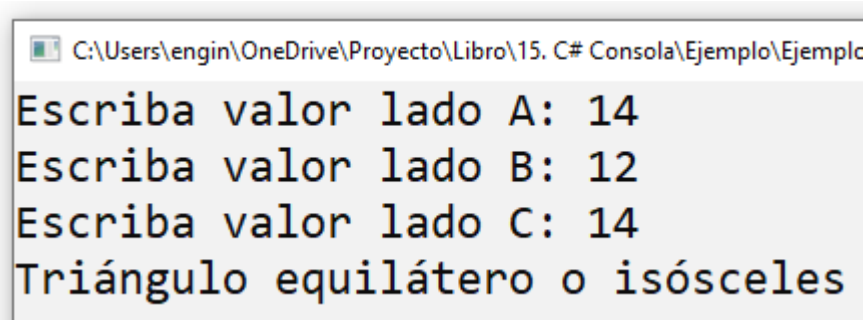 C:\Users\engin\OneDrive\Proyecto\Libro\15. C# Consola\Ejemplo\Ejemplo
Escriba valor lado A: 14
Escriba valor lado B: 12
Escriba valor lado C: 14
Triángulo equilátero o isósceles